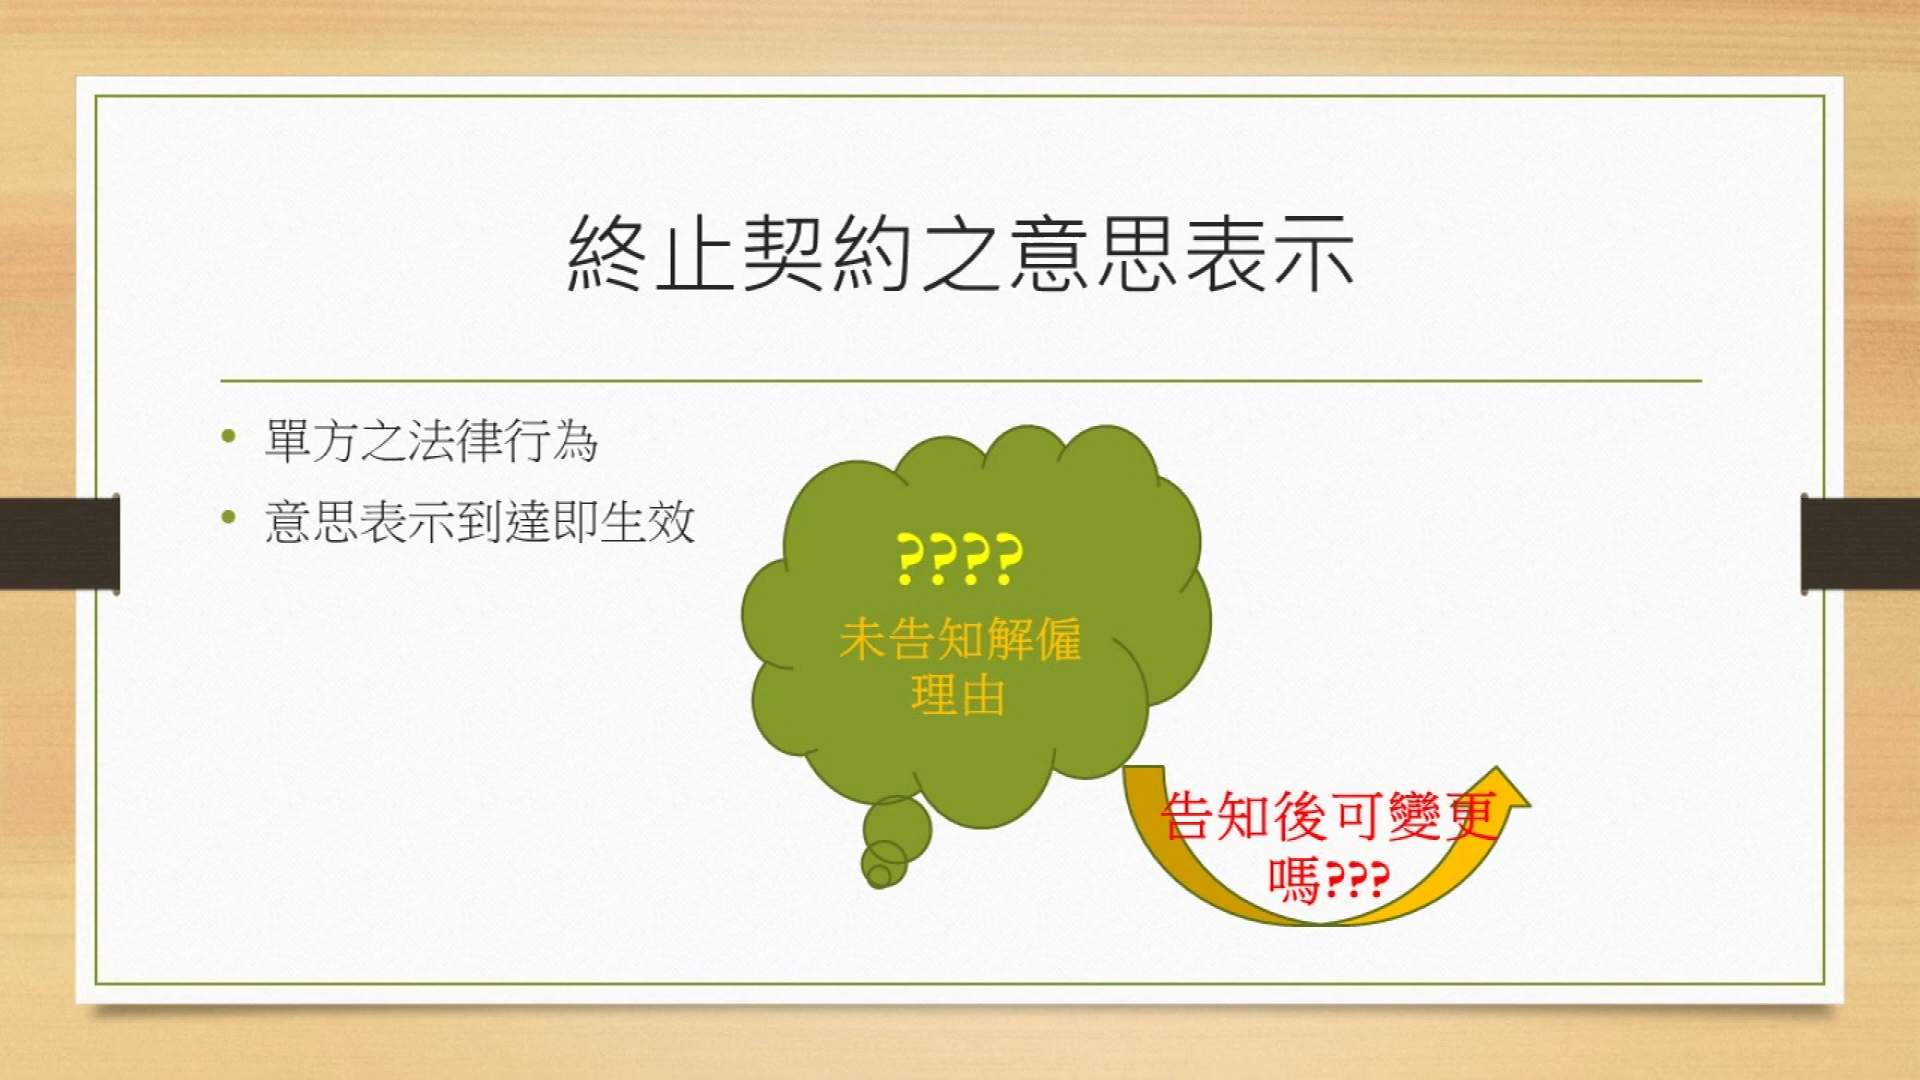 終止契約之意思表示
• 單方之法律行為
• 意思表示到達即生效
????
未告知解僱
理由
告知後可變更
嗎???